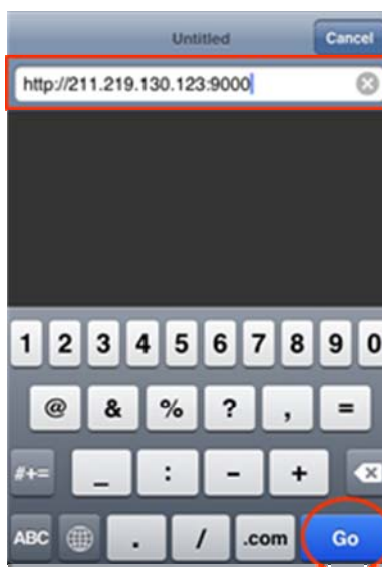 Untitled
Cancel
http://211.219.130.123:9000
1 2 3 4 5 6 7 8 9 0
@ & % ? , =
#+= _ : - +
ABC . / .com Go